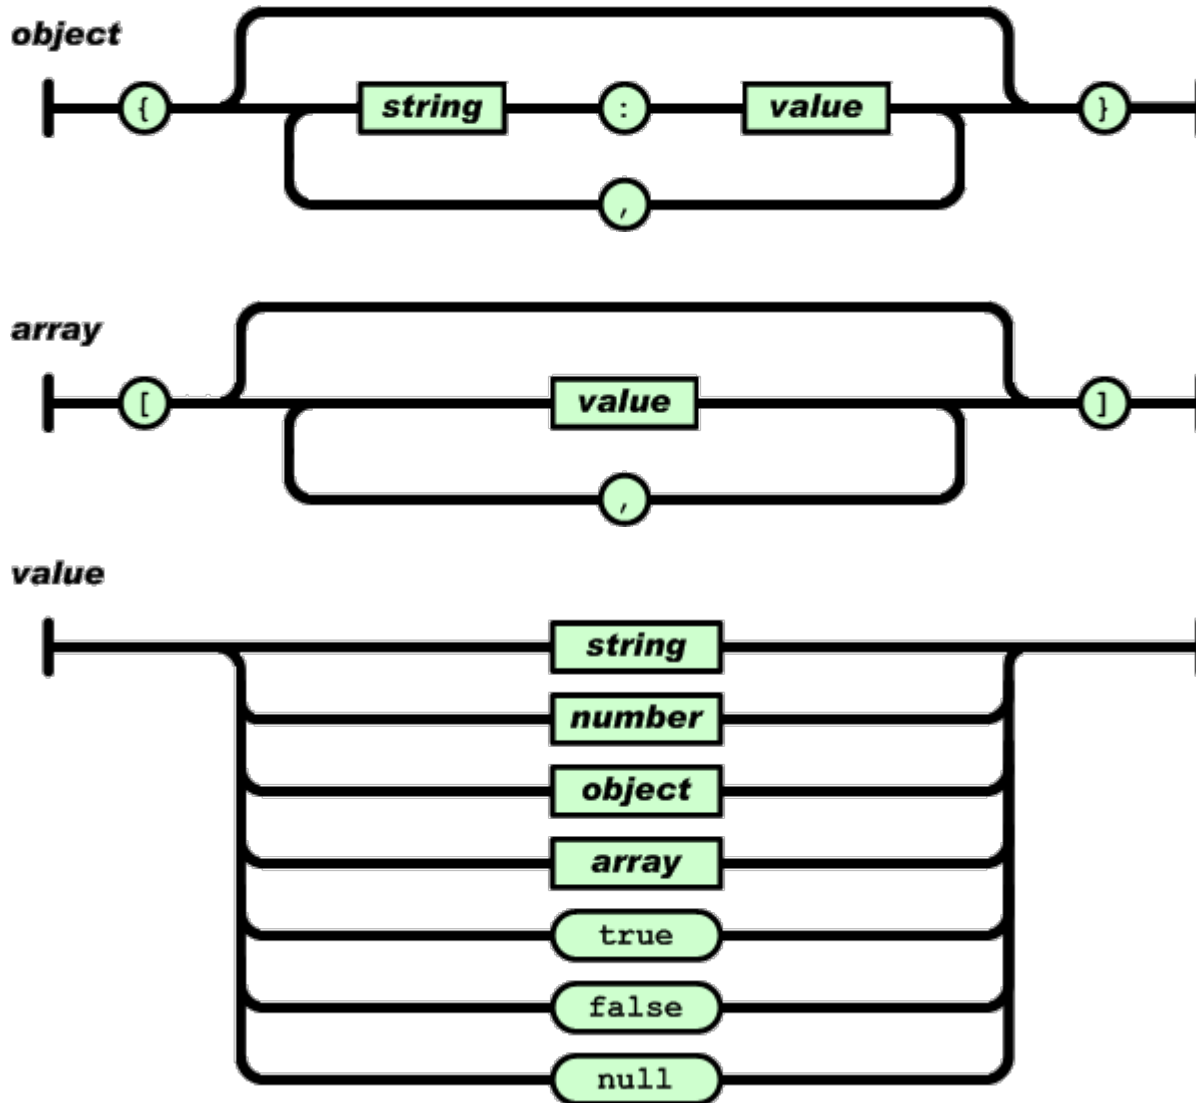 object
{ string : value }
,
array
[ value ]
,
value
string
number
object
array
true
false
null